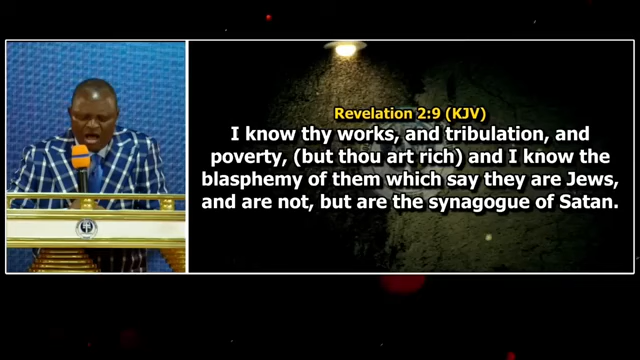 Revelation 2:9 (KJV)
I know thy works, and tribulation, and
poverty, (but thou art rich) and I know the
blasphemy of them which say they are Jews,
and are not, but are the synagogue of Satan.